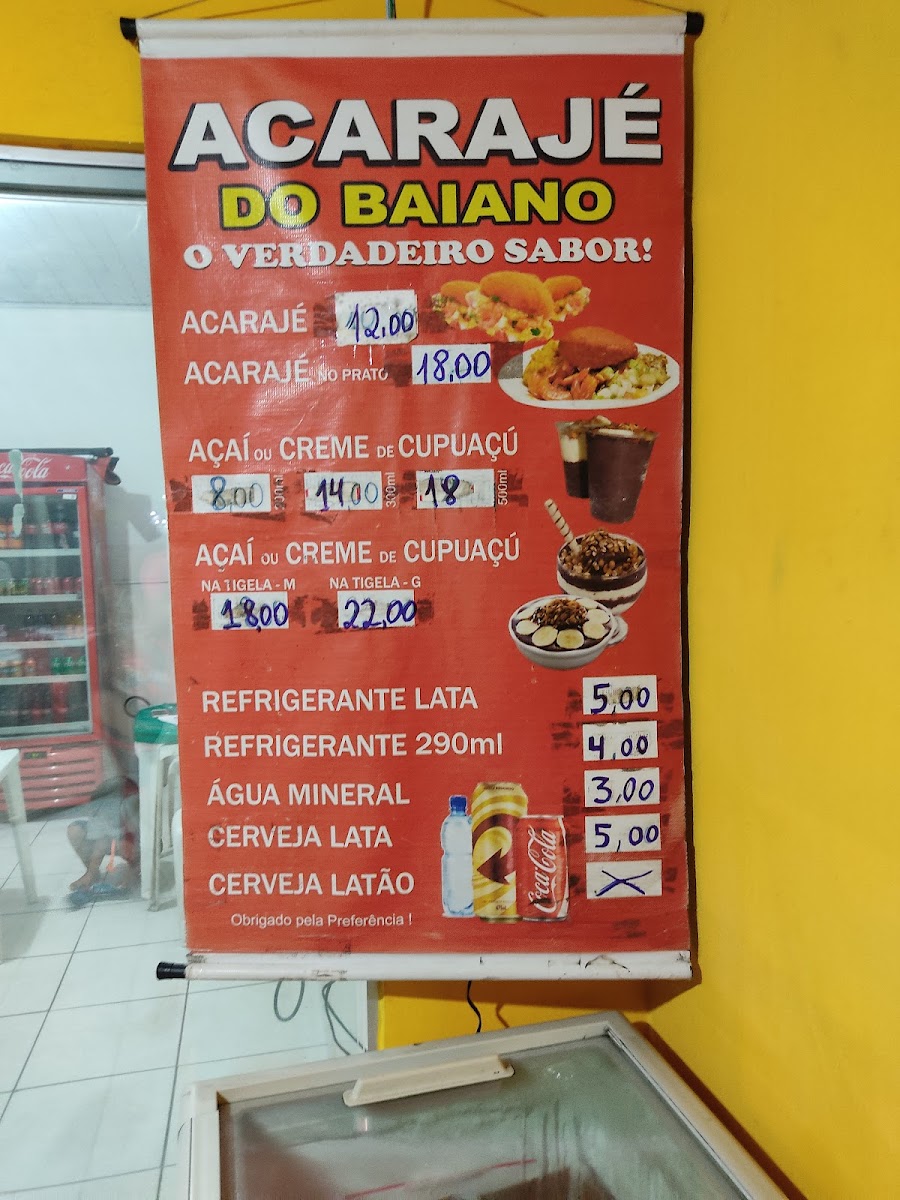 ACARAJÉ
DO BAIANO
O VERDADEIRO SABOR!
ACARAJÉ 12,00
ACARAJÉ NO PRATO 18,00
AÇAÍ OU CREME DE CUPUAÇÚ
8,00 14,00 300ml 18 500ml
AÇAÍ OU CREME DE CUPUAÇÚ
NA TIGELA - M NA TIGELA - G
18,00 22,00
REFRIGERANTE LATA 5,00
REFRIGERANTE 290ml 4,00
ÁGUA MINERAL 3,00
CERVEJA LATA 5,00
CERVEJA LATÃO X
Coca-Cola
Obrigado pela Preferência !